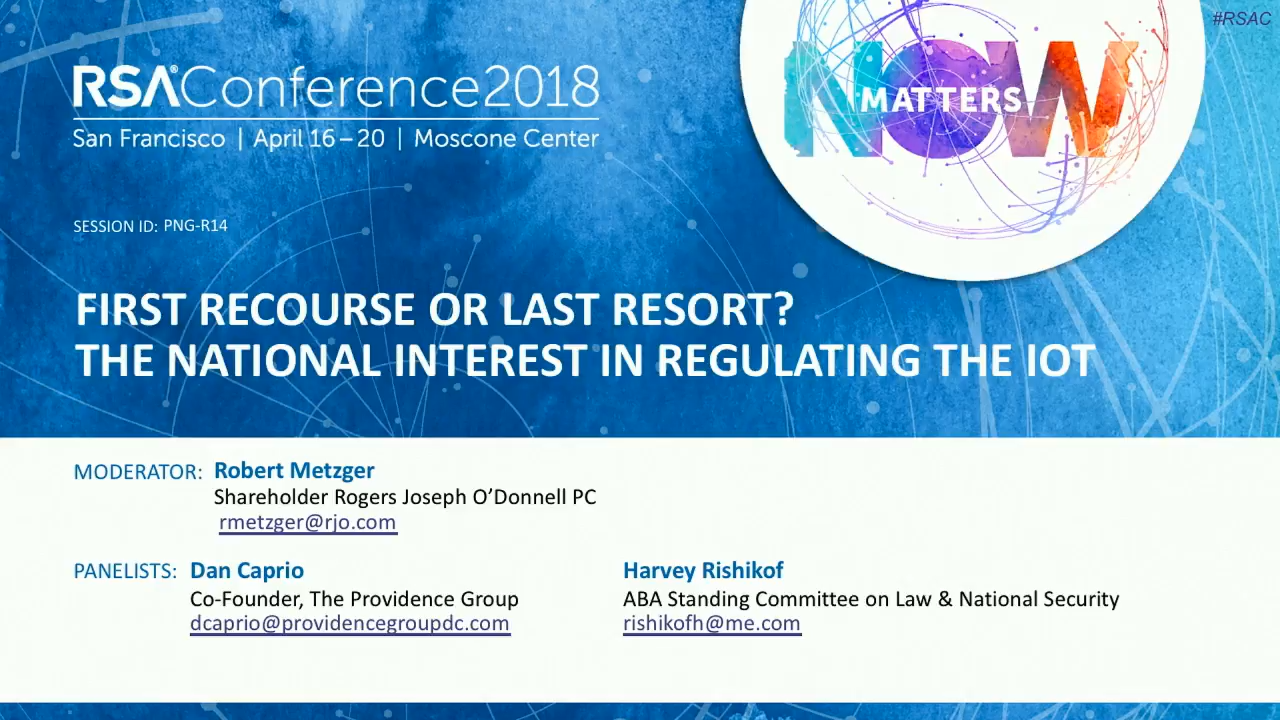 #RSAC
RSA®Conference2018
San Francisco | April 16–20 | Moscone Center
NOW
MATTERS
SESSION ID: PNG-R14
FIRST RECOURSE OR LAST RESORT?
THE NATIONAL INTEREST IN REGULATING THE IOT
MODERATOR: Robert Metzger
Shareholder Rogers Joseph O’Donnell PC
rmetzger@rjo.com
PANELISTS: Dan Caprio
Co-Founder, The Providence Group
dcaprio@providencegroupdc.com
Harvey Rishikof
ABA Standing Committee on Law & National Security
rishikofh@me.com